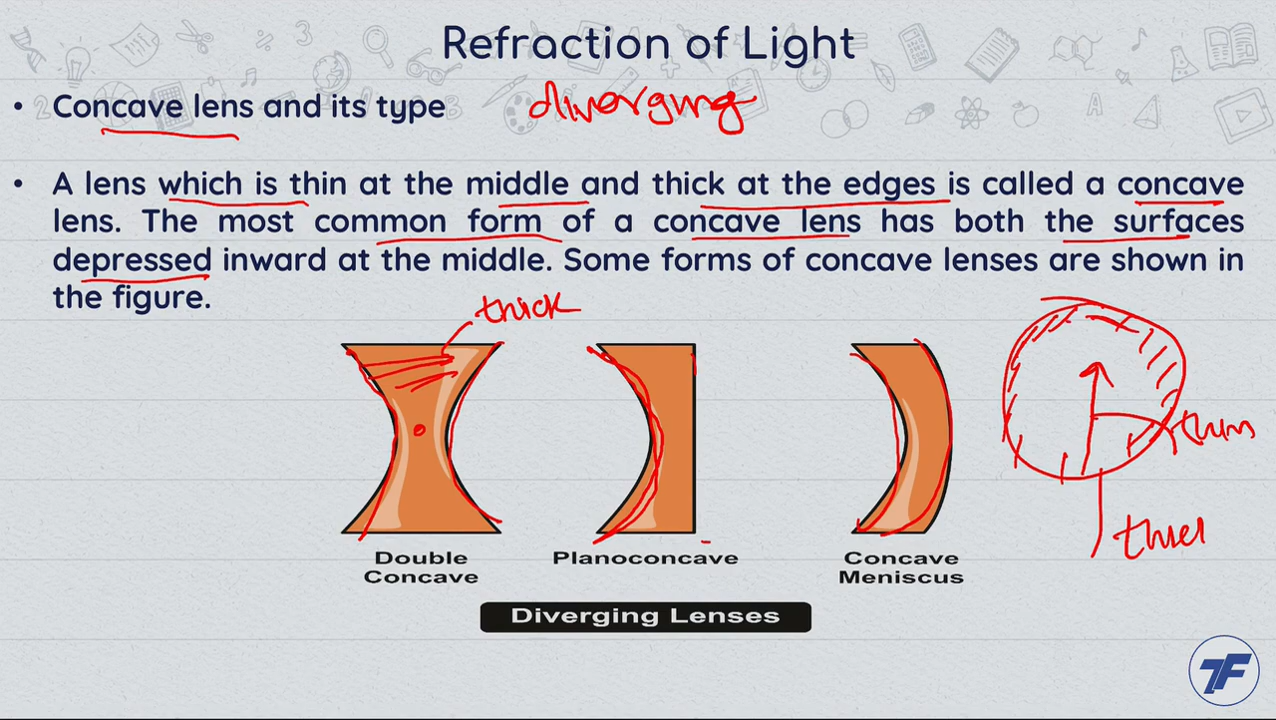 Refraction of Light
• Concave lens and its type
diverging
• A lens which is thin at the middle and thick at the edges is called a concave
lens. The most common form of a concave lens has both the surfaces
depressed inward at the middle. Some forms of concave lenses are shown in
the figure.
thick
thin
Double
Concave
Planoconcave
Concave
Meniscus
Diverging Lenses
TF